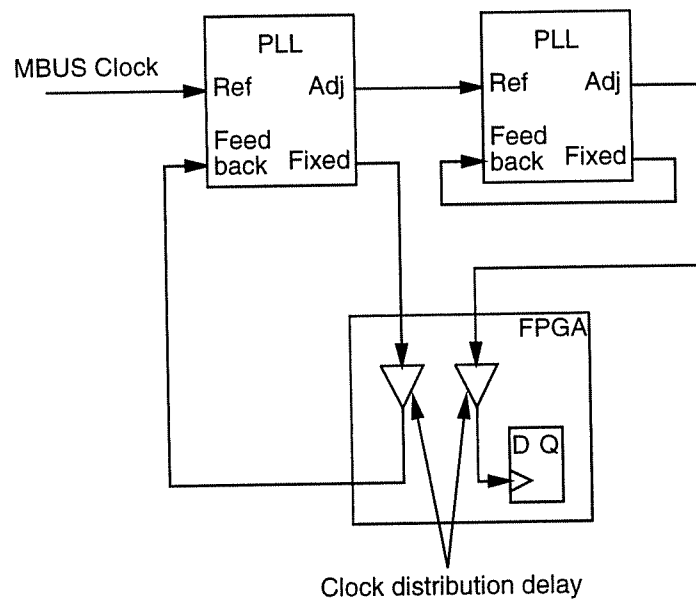 PLL
PLL
MBUS Clock
Ref Adj
Ref Adj
Feed
back Fixed
Feed
back Fixed
FPGA
D Q
Clock distribution delay